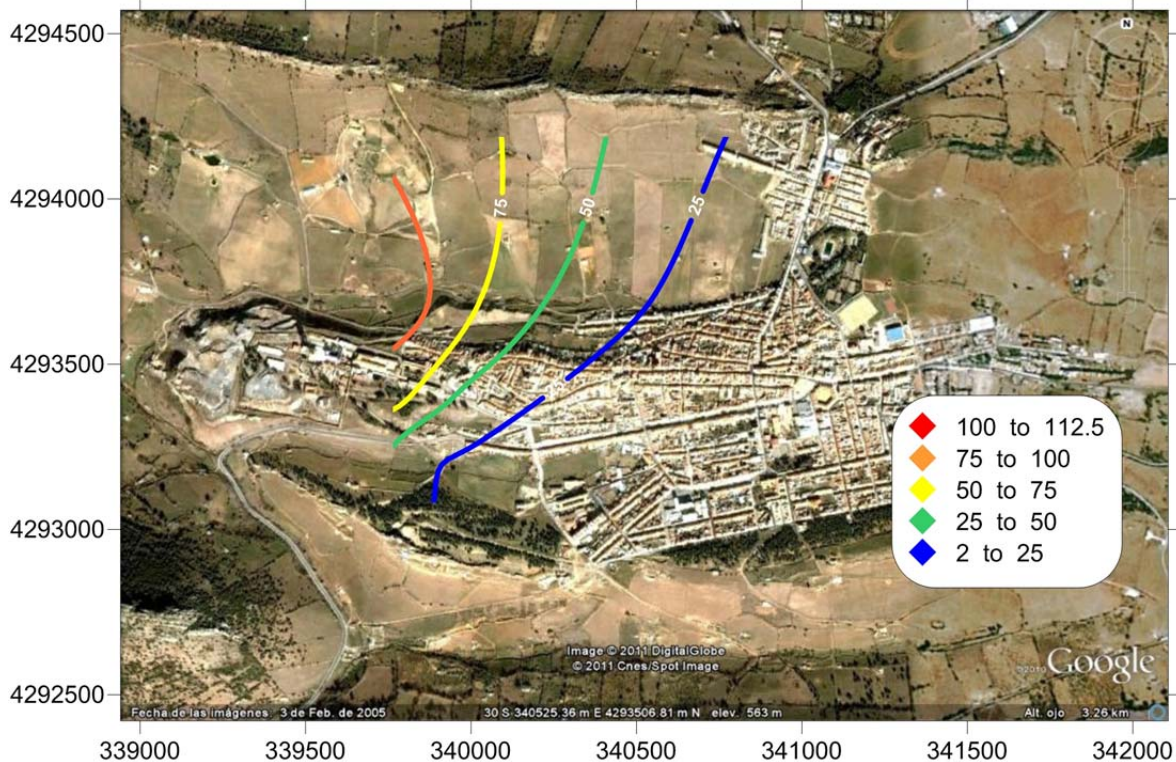 4294500
4294000
4293500
4293000
4292500
339000 339500 340000 340500 341000 341500 342000
N
75
50
25
100 to 112.5
75 to 100
50 to 75
25 to 50
2 to 25
Image © 2011 DigitalGlobe
© 2011 Cnes/Spot Image
©2010 Google
Fecha de las imágenes: 3 de Feb. de 2005 30 S 340525.36 m E 4293506.81 m N elev. 563 m Alt. ojo 3.26 km